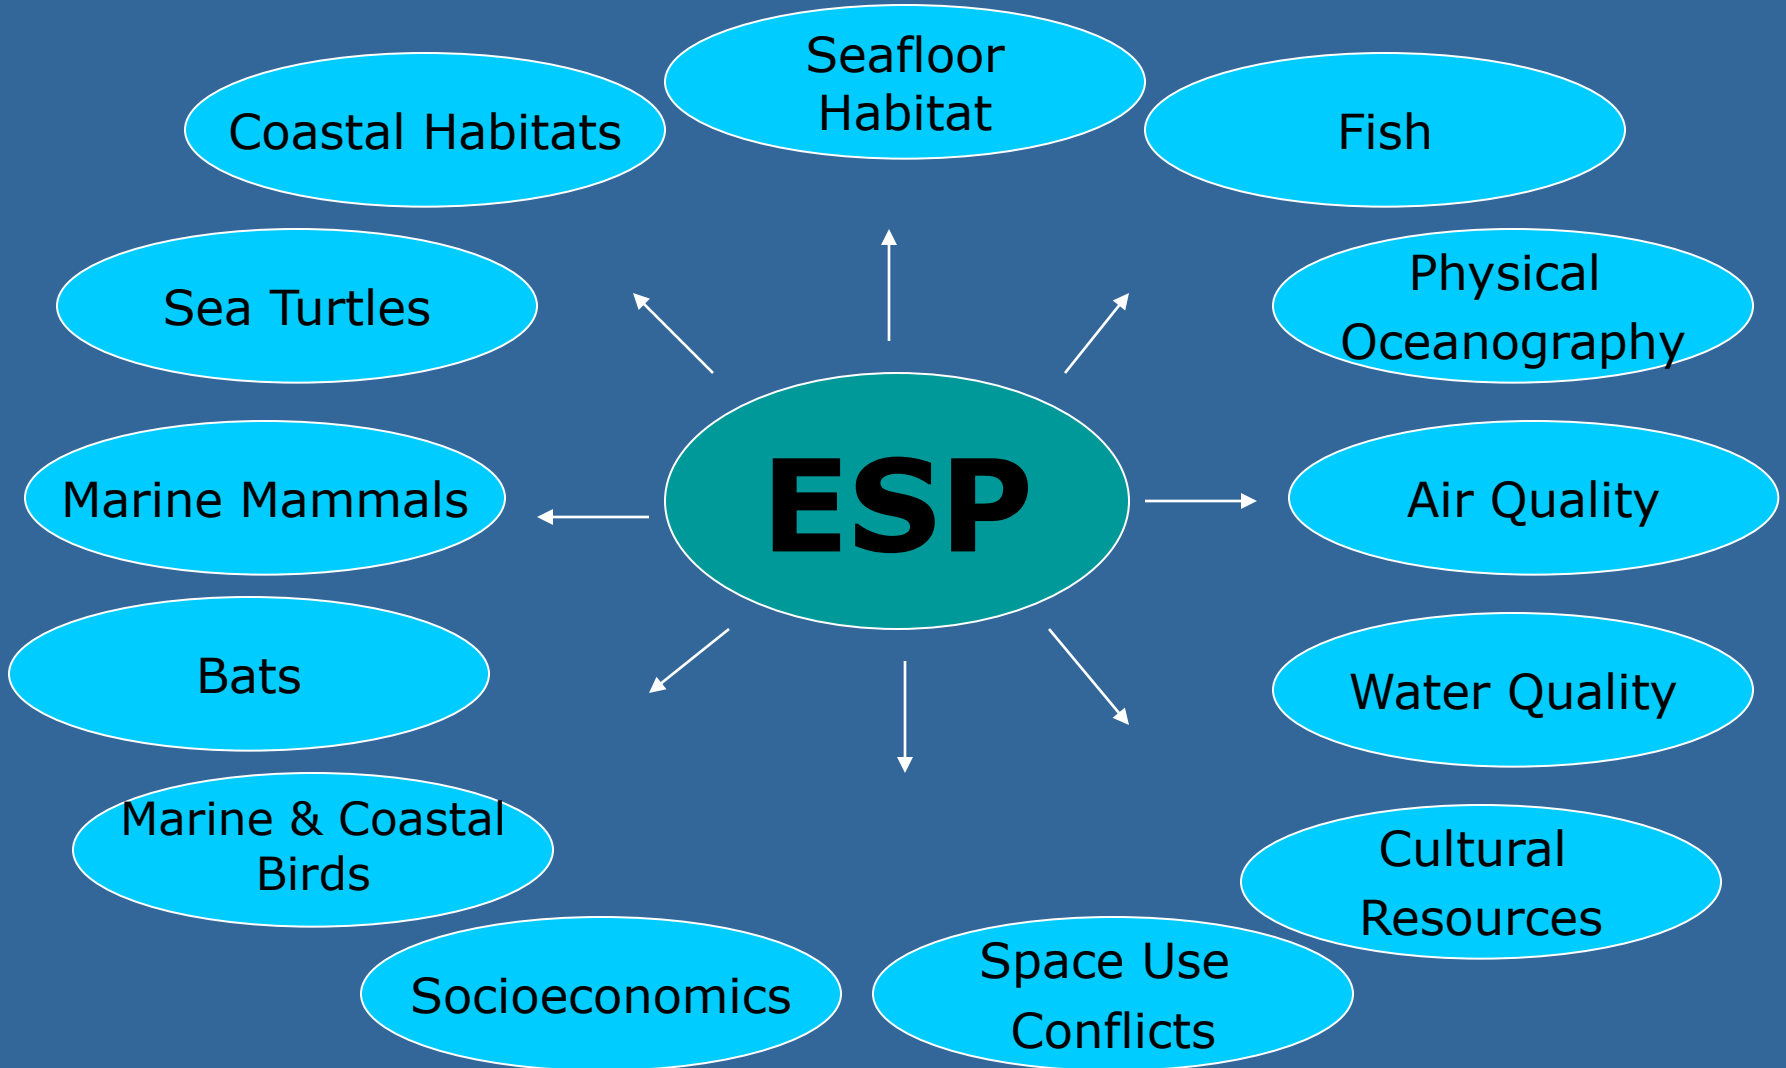 Seafloor
Habitat
Coastal Habitats
Fish
Sea Turtles
Physical
Oceanography
Marine Mammals
ESP
Air Quality
Bats
Water Quality
Marine & Coastal
Birds
Cultural
Resources
Socioeconomics
Space Use
Conflicts